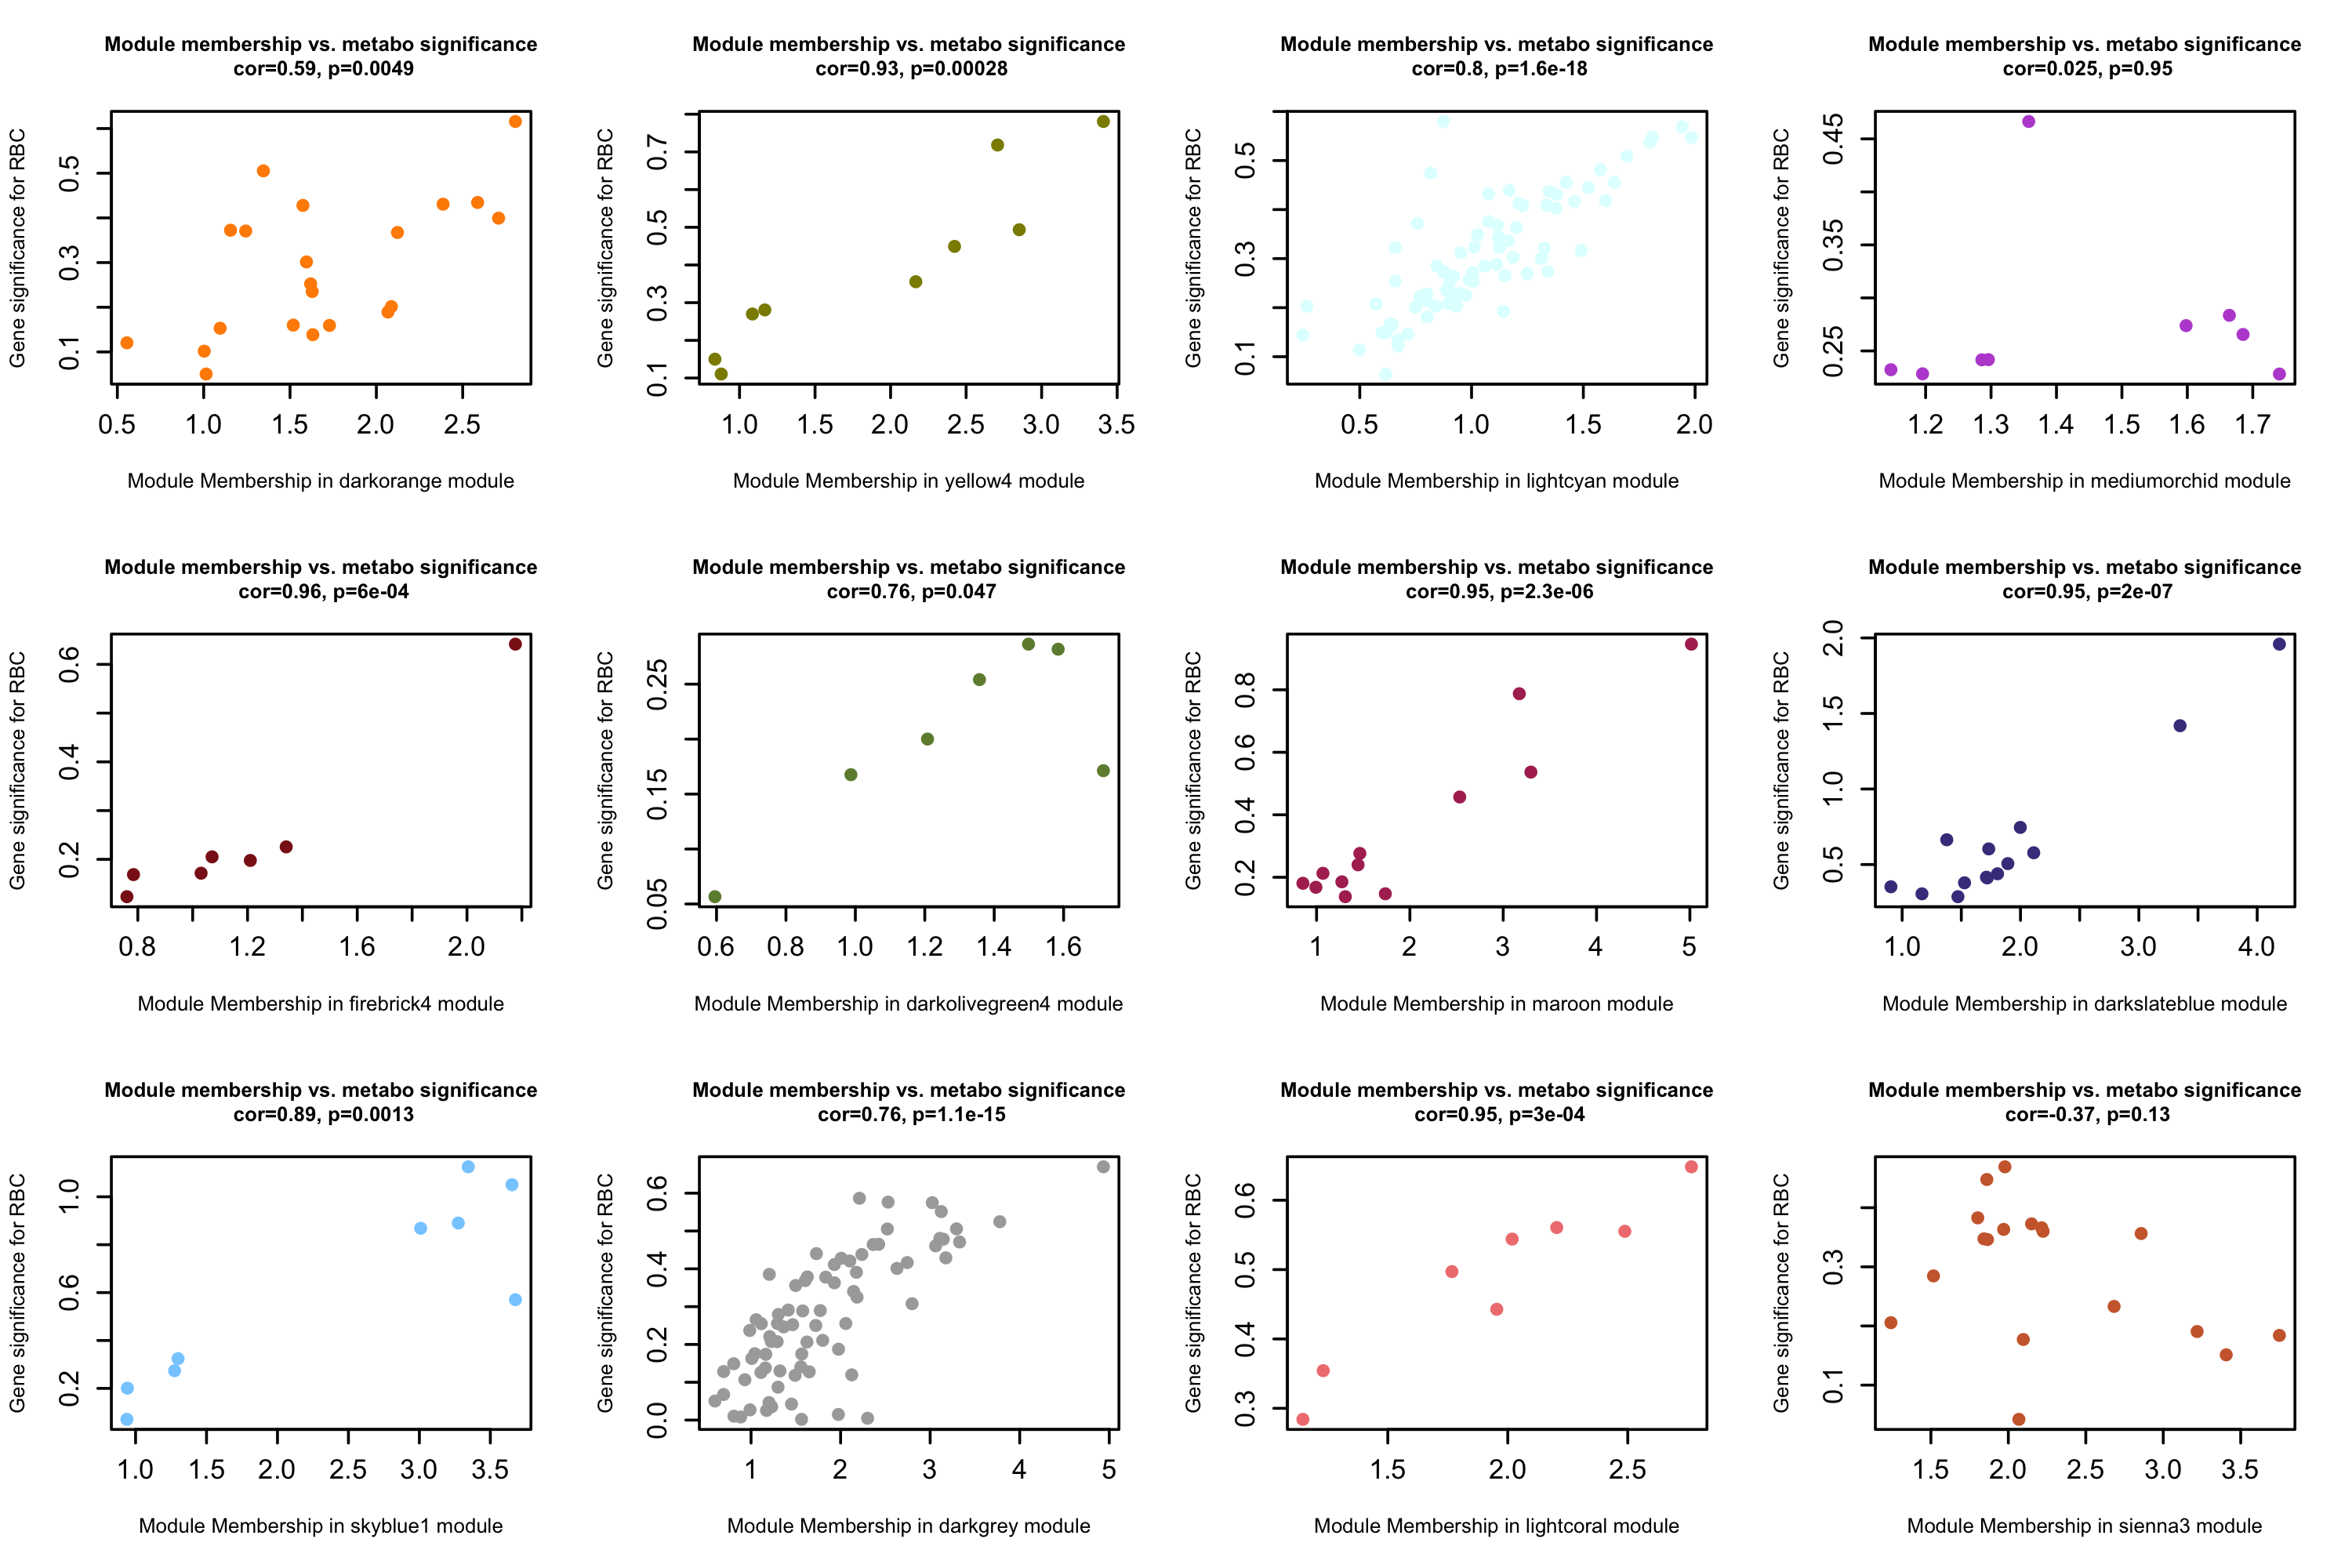 Module membership vs. metabo significance
cor=0.59, p=0.0049
Gene significance for RBC
0.1 0.3 0.5
0.5 1.0 1.5 2.0 2.5
Module Membership in darkorange module
Module membership vs. metabo significance
cor=0.93, p=0.00028
Gene significance for RBC
0.1 0.3 0.5 0.7
1.0 1.5 2.0 2.5 3.0 3.5
Module Membership in yellow4 module
Module membership vs. metabo significance
cor=0.8, p=1.6e-18
Gene significance for RBC
0.1 0.3 0.5
0.5 1.0 1.5 2.0
Module Membership in lightcyan module
Module membership vs. metabo significance
cor=0.025, p=0.95
Gene significance for RBC
0.25 0.35 0.45
1.2 1.3 1.4 1.5 1.6 1.7
Module Membership in mediumorchid module
Module membership vs. metabo significance
cor=0.96, p=6e-04
Gene significance for RBC
0.2 0.4 0.6
0.8 1.2 1.6 2.0
Module Membership in firebrick4 module
Module membership vs. metabo significance
cor=0.76, p=0.047
Gene significance for RBC
0.05 0.15 0.25
0.6 0.8 1.0 1.2 1.4 1.6
Module Membership in darkolivegreen4 module
Module membership vs. metabo significance
cor=0.95, p=2.3e-06
Gene significance for RBC
0.2 0.4 0.6 0.8
1 2 3 4 5
Module Membership in maroon module
Module membership vs. metabo significance
cor=0.95, p=2e-07
Gene significance for RBC
0.5 1.0 1.5 2.0
1.0 2.0 3.0 4.0
Module Membership in darkslateblue module
Module membership vs. metabo significance
cor=0.89, p=0.0013
Gene significance for RBC
0.2 0.6 1.0
1.0 1.5 2.0 2.5 3.0 3.5
Module Membership in skyblue1 module
Module membership vs. metabo significance
cor=0.76, p=1.1e-15
Gene significance for RBC
0.0 0.2 0.4 0.6
1 2 3 4 5
Module Membership in darkgrey module
Module membership vs. metabo significance
cor=0.95, p=3e-04
Gene significance for RBC
0.3 0.4 0.5 0.6
1.5 2.0 2.5
Module Membership in lightcoral module
Module membership vs. metabo significance
cor=-0.37, p=0.13
Gene significance for RBC
0.1 0.3
1.5 2.0 2.5 3.0 3.5
Module Membership in sienna3 module